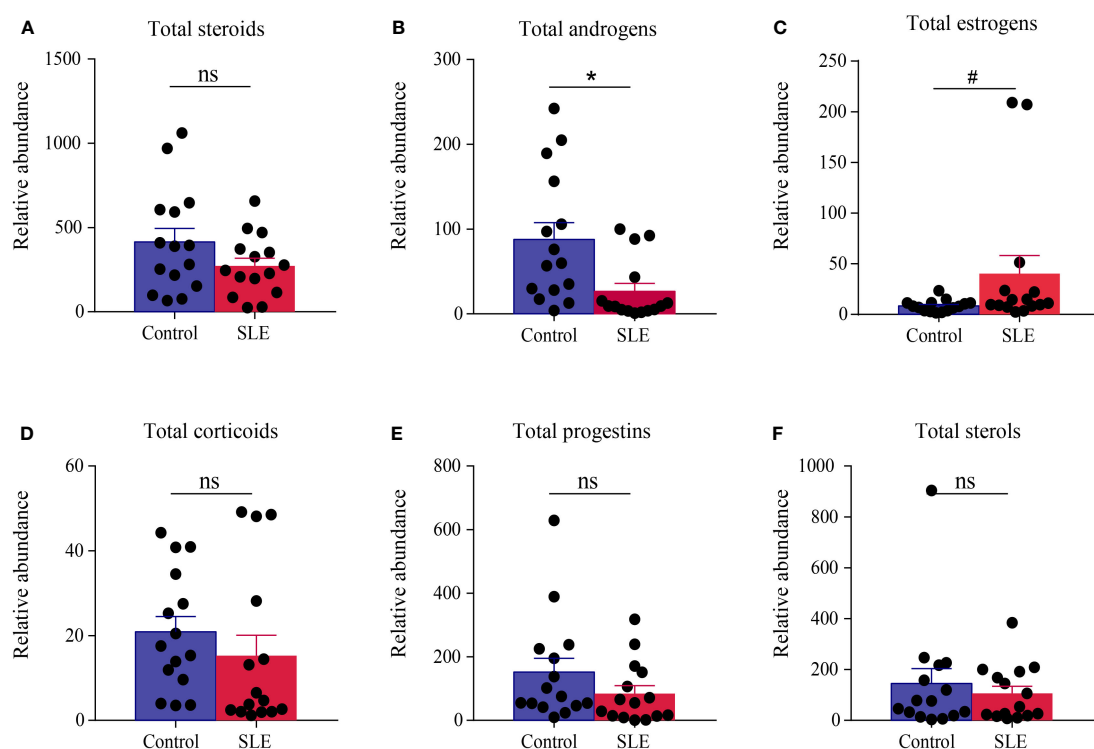 A
Total steroids
Relative abundance
1500
1000
500
0
ns
Control
SLE
B
Total androgens
Relative abundance
300
200
100
0
*
Control
SLE
C
Total estrogens
Relative abundance
250
200
150
100
50
0
#
Control
SLE
D
Total corticoids
Relative abundance
60
40
20
0
ns
Control
SLE
E
Total progestins
Relative abundance
800
600
400
200
0
ns
Control
SLE
F
Total sterols
Relative abundance
1000
800
600
400
200
0
ns
Control
SLE